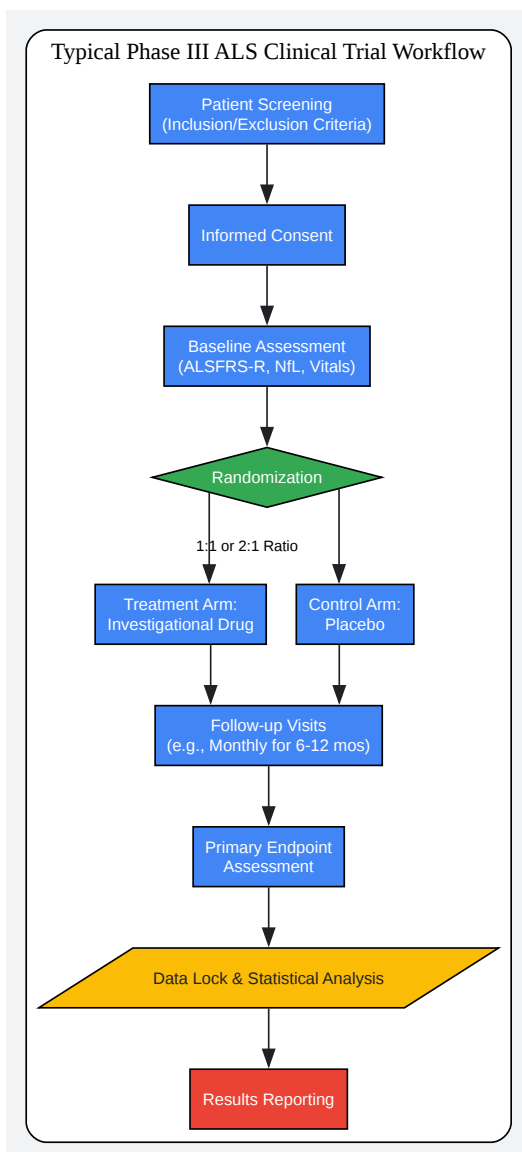 Typical Phase III ALS Clinical Trial Workflow
Patient Screening
(Inclusion/Exclusion Criteria)
Informed Consent
Baseline Assessment
(ALSFRS-R, NfL, Vitals)
Randomization
1:1 or 2:1 Ratio
Treatment Arm:
Investigational Drug
Control Arm:
Placebo
Follow-up Visits
(e.g., Monthly for 6-12 mos)
Primary Endpoint
Assessment
Data Lock & Statistical Analysis
Results Reporting